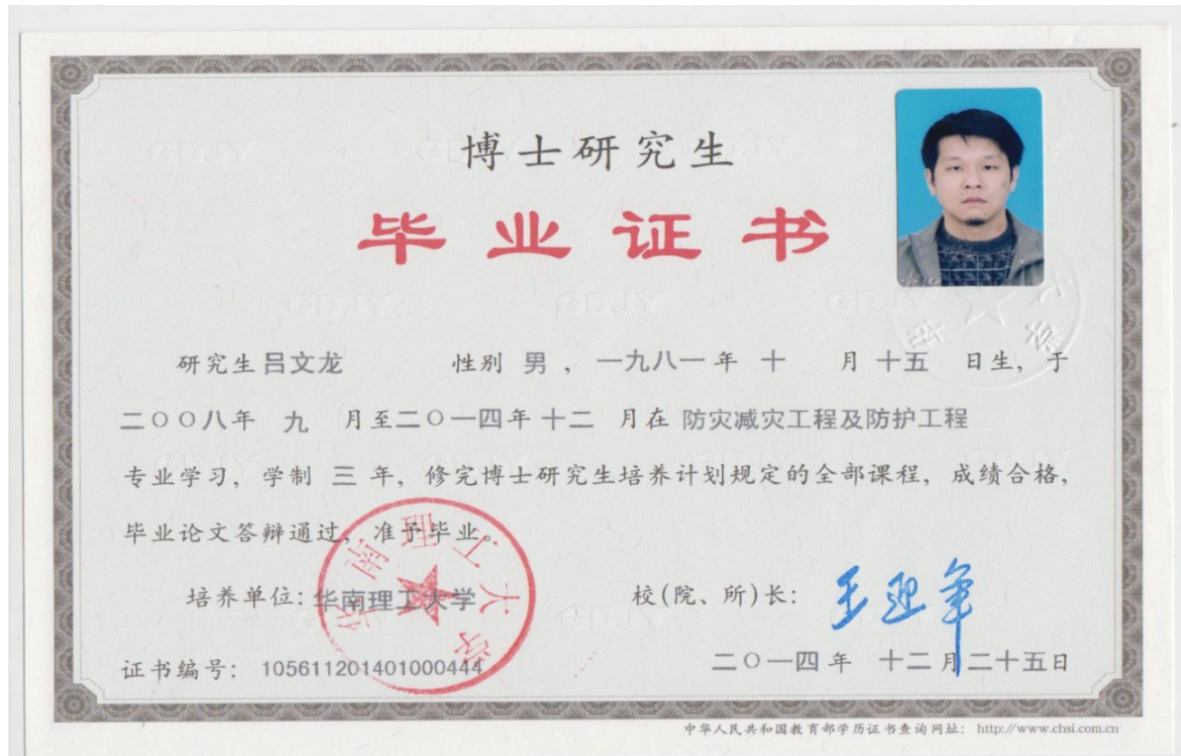 博士研究生
毕业证书
研究生 吕文龙 性别 男 ，一九八一年 十 月 十五 日生，于
二〇〇八年 九 月至二〇一四年 十二 月在 防灾减灾工程及防护工程
专业学习，学制 三 年，修完博士研究生培养计划规定的全部课程，成绩合格，
毕业论文答辩通过，准予毕业。
培养单位：华南理工大学 校(院、所)长：王迎军
华南理工大学
证书编号：105611201401000444 二〇一四年 十二月二十五日
中华人民共和国教育部学历证书查询网址：http://www.chsi.com.cn